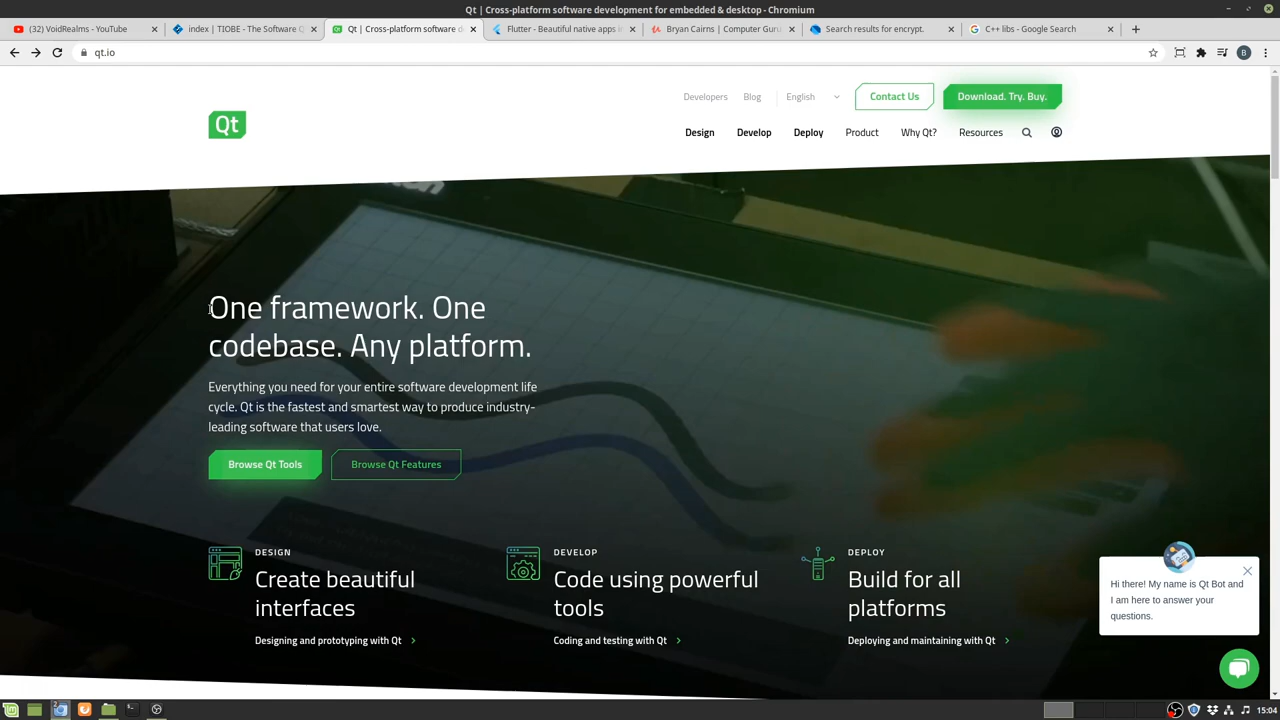 Qt | Cross-platform software development for embedded & desktop - Chromium
(32) VoidRealms - YouTube
index | TIOBE - The Software Q
Qt | Cross-platform software de
Flutter - Beautiful native apps i
Bryan Cairns | Computer Guru
Search results for encrypt.
C++ libs - Google Search
qt.io
B
Qt
Developers
Blog
English
Contact Us
Download. Try. Buy.
Design
Develop
Deploy
Product
Why Qt?
Resources
One framework. One
codebase. Any platform.
Everything you need for your entire software development life
cycle. Qt is the fastest and smartest way to produce industry-
leading software that users love.
Browse Qt Tools
Browse Qt Features
DESIGN
Create beautiful
interfaces
Designing and prototyping with Qt
DEVELOP
Code using powerful
tools
Coding and testing with Qt
DEPLOY
Build for all
platforms
Deploying and maintaining with Qt
Hi there! My name is Qt Bot and
I am here to answer your
questions.
15:04